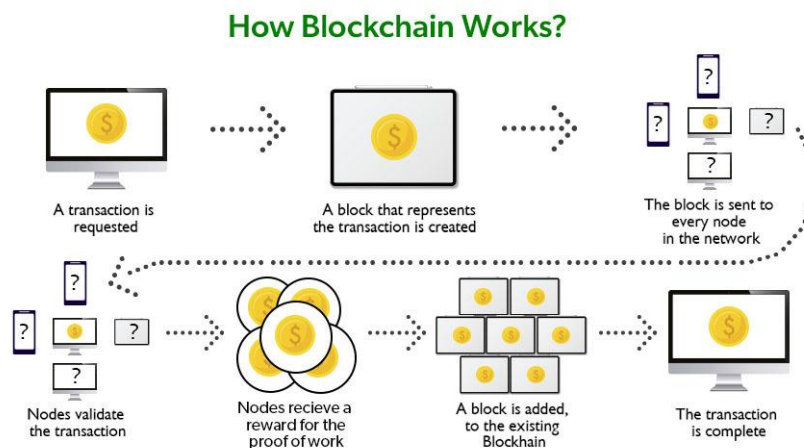 How Blockchain Works?
$
$
?
?
$
?
?
A transaction is
requested
A block that represents
the transaction is created
The block is sent to
every node
in the network
?
?
$
?
?
$
$
$
$
$
$
$
$
$
$
Nodes validate
the transaction
Nodes recieve a
reward for the
proof of work
A block is added,
to the existing
Blockhain
The transaction
is complete